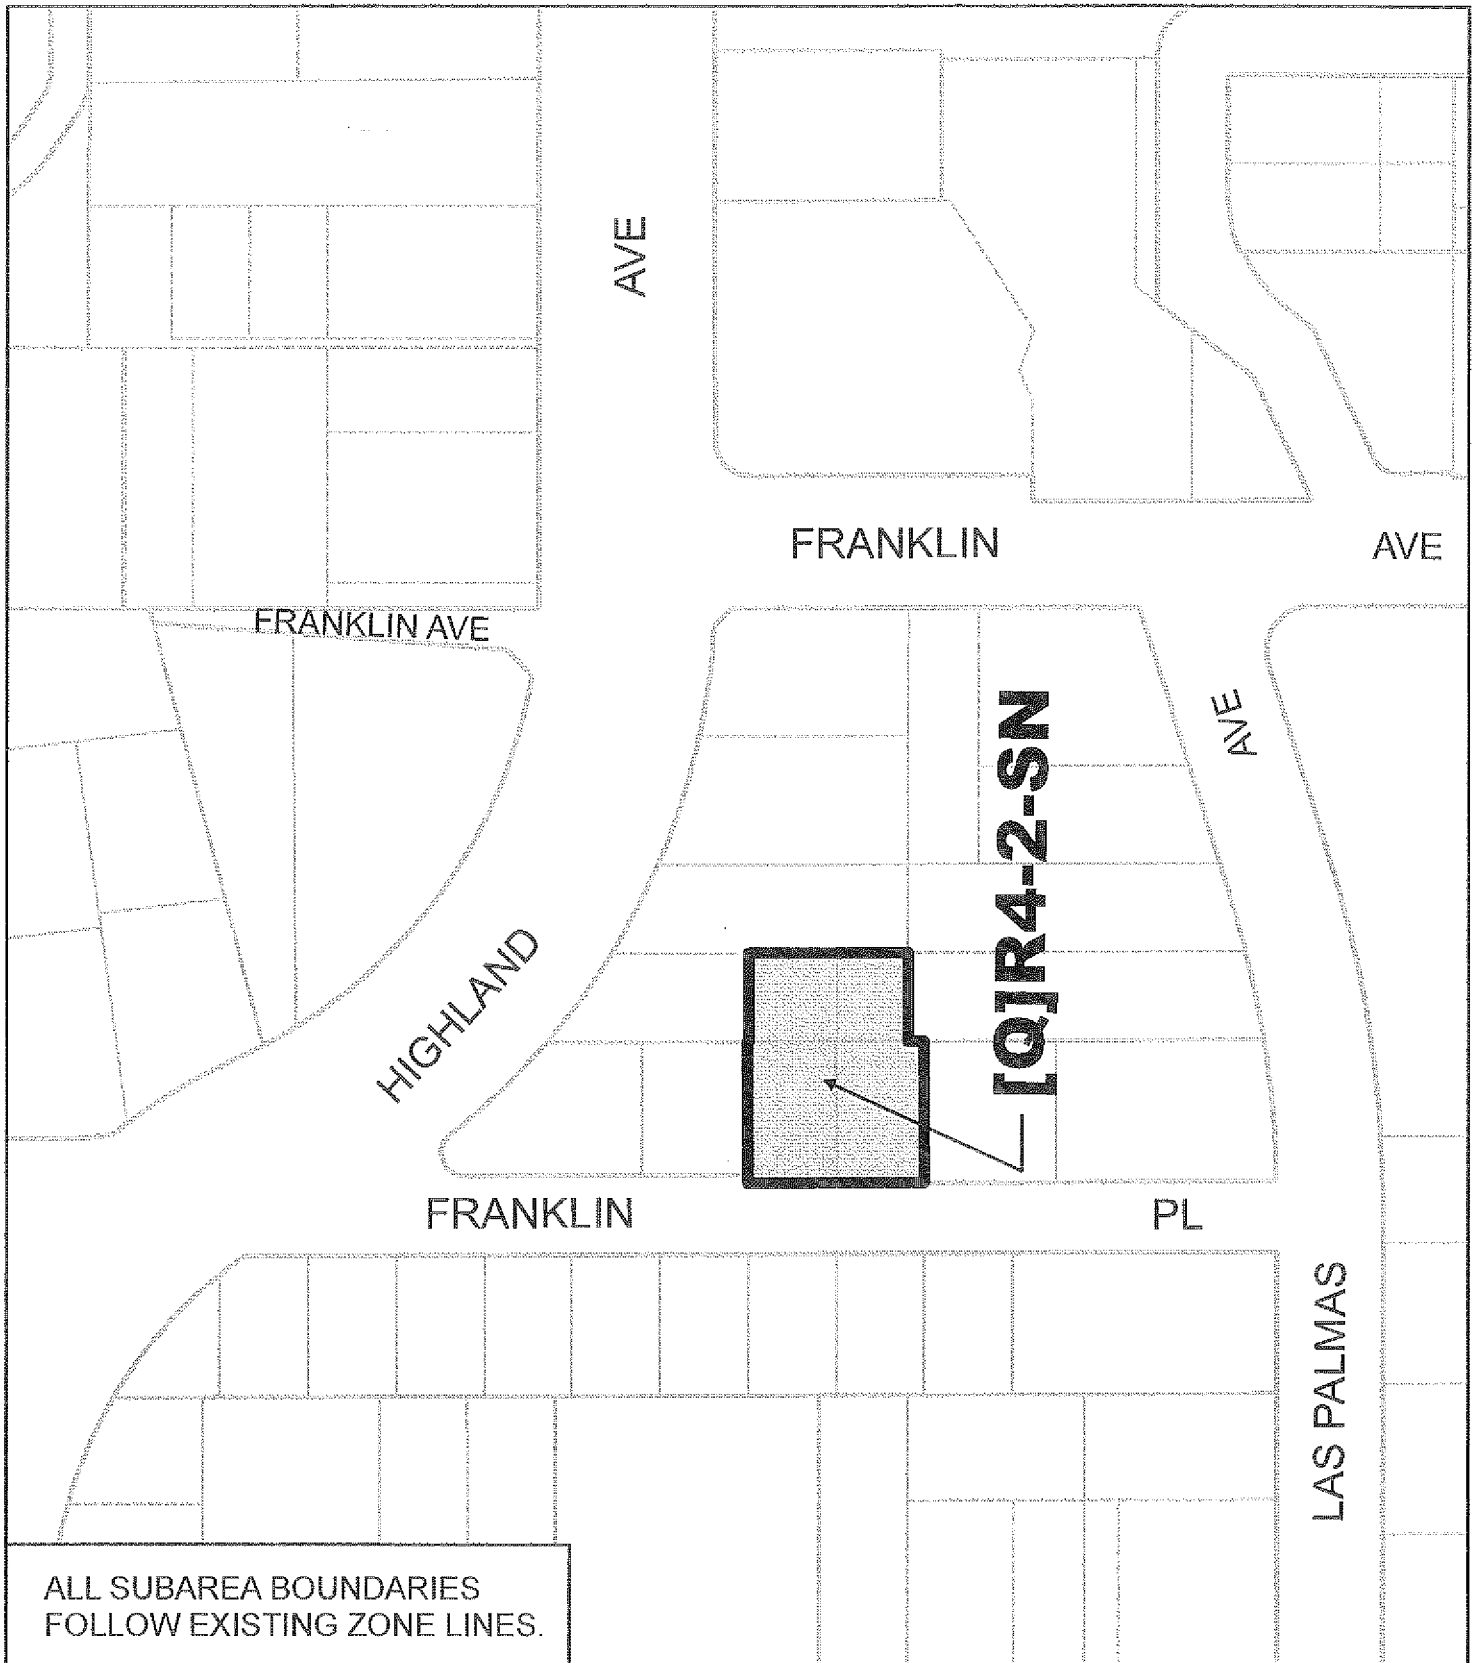 AVE
FRANKLIN
AVE
FRANKLIN AVE
AVE
[Q]R4-2-SN
HIGHLAND
FRANKLIN
PL
LAS PALMAS
ALL SUBAREA BOUNDARIES
FOLLOW EXISTING ZONE LINES.